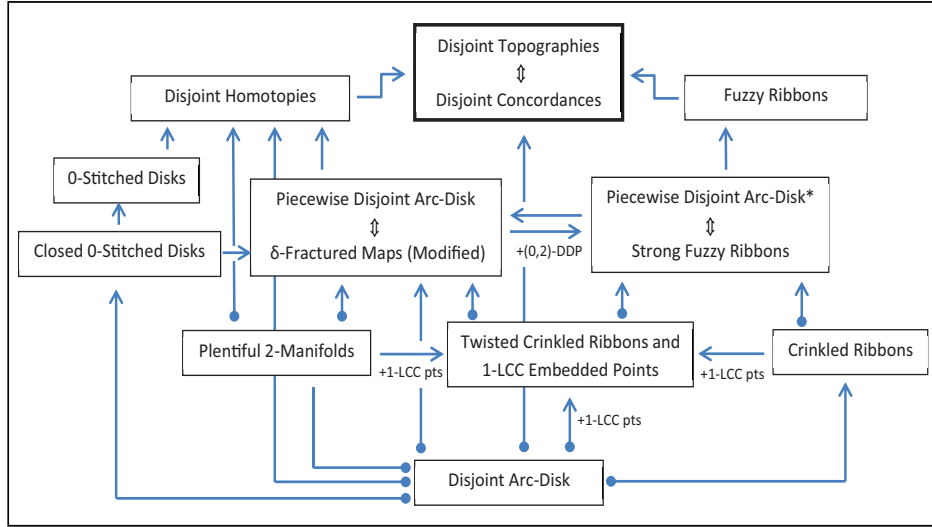 Disjoint Topographies
⇕
Disjoint Concordances
Disjoint Homotopies
Fuzzy Ribbons
0-Stitched Disks
Piecewise Disjoint Arc-Disk
⇕
δ-Fractured Maps (Modified)
Piecewise Disjoint Arc-Disk*
⇕
Strong Fuzzy Ribbons
Closed 0-Stitched Disks
+(0,2)-DDP
Plentiful 2-Manifolds
+1-LCC pts
Twisted Crinkled Ribbons and
1-LCC Embedded Points
+1-LCC pts
Crinkled Ribbons
+1-LCC pts
Disjoint Arc-Disk